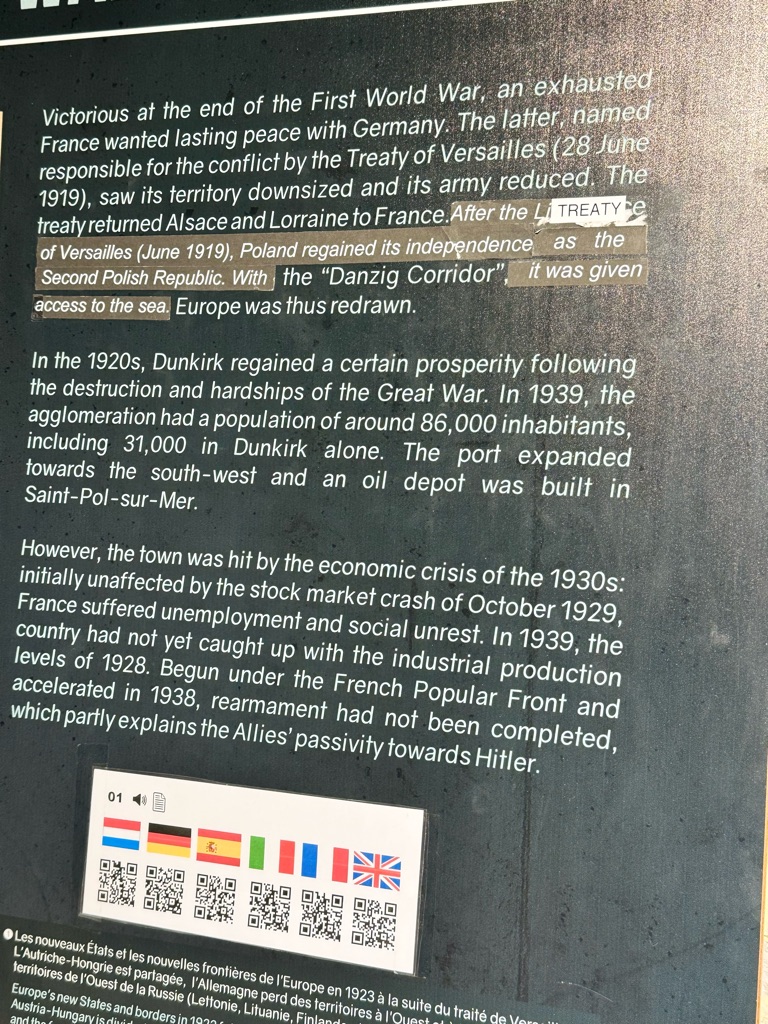 Victorious at the end of the First World War, an exhausted
France wanted lasting peace with Germany. The latter, named
responsible for the conflict by the Treaty of Versailles (28 June
1919), saw its territory downsized and its army reduced. The
treaty returned Alsace and Lorraine to France. After the TREATY
of Versailles (June 1919), Poland regained its independence as the
Second Polish Republic. With the “Danzig Corridor”, it was given
access to the sea. Europe was thus redrawn.
In the 1920s, Dunkirk regained a certain prosperity following
the destruction and hardships of the Great War. In 1939, the
agglomeration had a population of around 86,000 inhabitants,
including 31,000 in Dunkirk alone. The port expanded
towards the south-west and an oil depot was built in
Saint-Pol-sur-Mer.
However, the town was hit by the economic crisis of the 1930s:
initially unaffected by the stock market crash of October 1929,
France suffered unemployment and social unrest. In 1939, the
country had not yet caught up with the industrial production
levels of 1928. Begun under the French Popular Front and
accelerated in 1938, rearmament had not been completed,
which partly explains the Allies’ passivity towards Hitler.
01
Les nouveaux États et les nouvelles frontières de l’Europe en 1923 à la suite du traité de
L’Autriche-Hongrie est partagée, l’Allemagne perd des territoires à l’Ouest
territoires de l’Ouest de la Russie (Lettonie, Lituanie,
Europe’s new States and borders in
Austria-Hungary is
and the